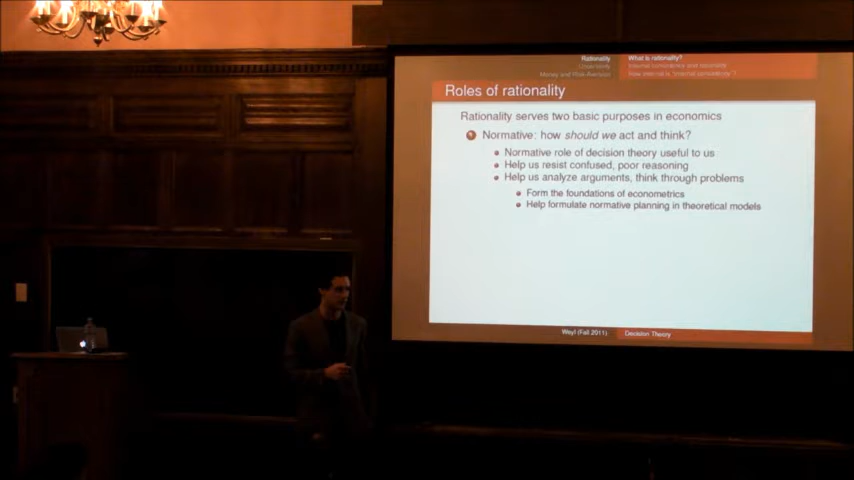 Rationality
Uncertainty
Money and Risk-Aversion
What is rationality?
Internal consistency and rationality
How internal is "internal consistency"?
Roles of rationality
Rationality serves two basic purposes in economics
1 Normative: how should we act and think?
Normative role of decision theory useful to us
Help us resist confused, poor reasoning
Help us analyze arguments, think through problems
Form the foundations of econometrics
Help formulate normative planning in theoretical models
Weyl (Fall 2011)
Decision Theory